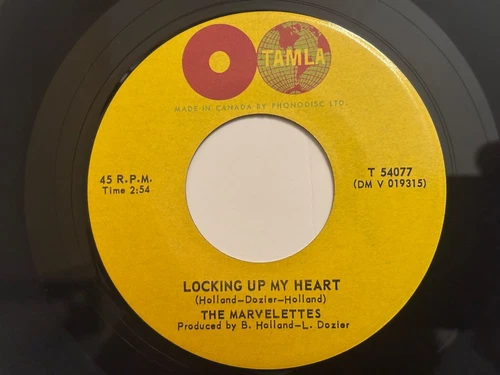 TAMLA
MADE IN CANADA BY PHONODISC LTD.
45 R.P.M.
Time 2:54
T 54077
(DM V 019315)
LOCKING UP MY HEART
(Holland—Dozier—Holland)
THE MARVELETTES
Produced by B. Holland—L. Dozier